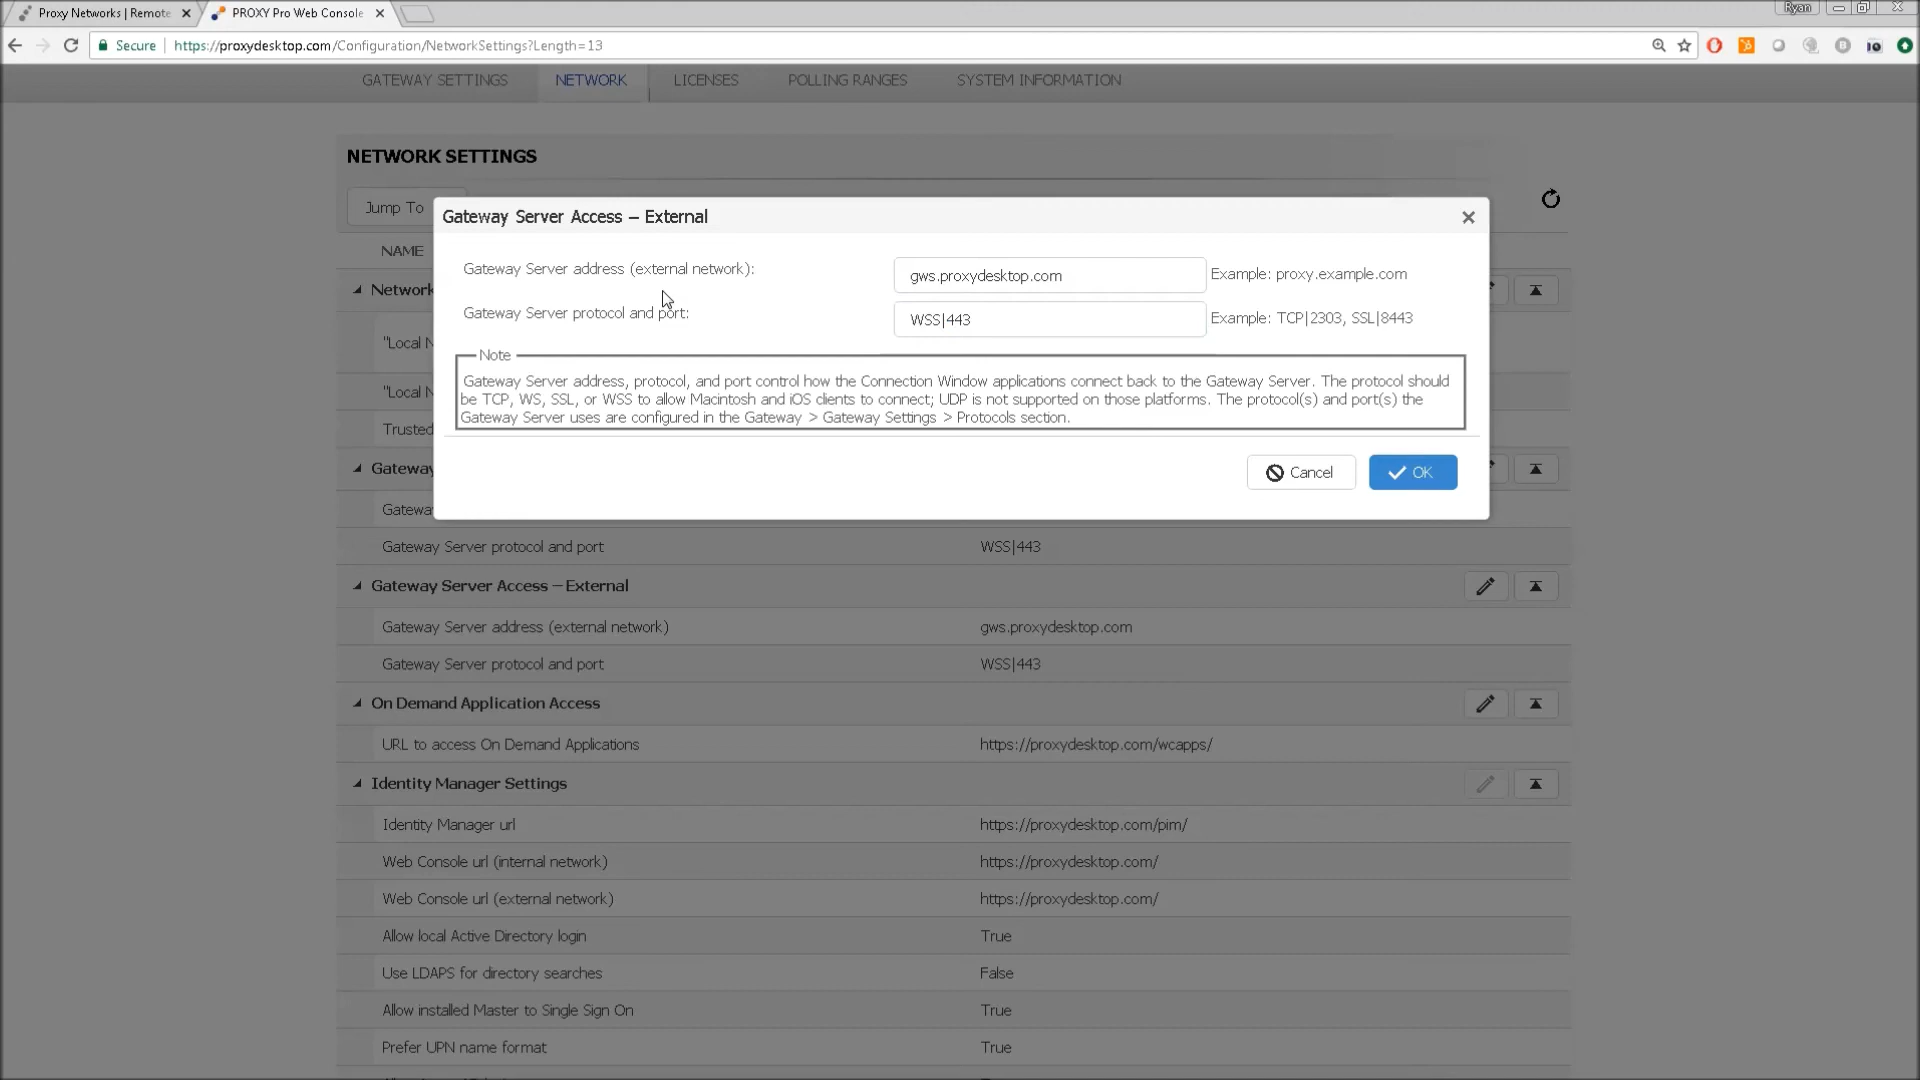 Proxy Networks | Remote
PROXY Pro Web Console
Ryan
Secure
https://proxydesktop.com/Configuration/NetworkSettings?Length=13
GATEWAY SETTINGS
NETWORK
LICENSES
POLLING RANGES
SYSTEM INFORMATION
NETWORK SETTINGS
Jump To
NAME
Gateway Server Access – External
Gateway Server address (external network):
gws.proxydesktop.com
Example: proxy.example.com
Gateway Server protocol and port:
WSS|443
Example: TCP|2303, SSL|8443
Note
Gateway Server address, protocol, and port control how the Connection Window applications connect back to the Gateway Server. The protocol should
be TCP, WS, SSL, or WSS to allow Macintosh and iOS clients to connect; UDP is not supported on those platforms. The protocol(s) and port(s) the
Gateway Server uses are configured in the Gateway > Gateway Settings > Protocols section.
Cancel
OK
Network
"Local N
"Local N
Trusted
Gateway
Gatewa
Gateway Server protocol and port
WSS|443
Gateway Server Access – External
Gateway Server address (external network)
gws.proxydesktop.com
Gateway Server protocol and port
WSS|443
On Demand Application Access
URL to access On Demand Applications
https://proxydesktop.com/wcapps/
Identity Manager Settings
Identity Manager url
https://proxydesktop.com/pim/
Web Console url (internal network)
https://proxydesktop.com/
Web Console url (external network)
https://proxydesktop.com/
Allow local Active Directory login
True
Use LDAPS for directory searches
False
Allow installed Master to Single Sign On
True
Prefer UPN name format
True